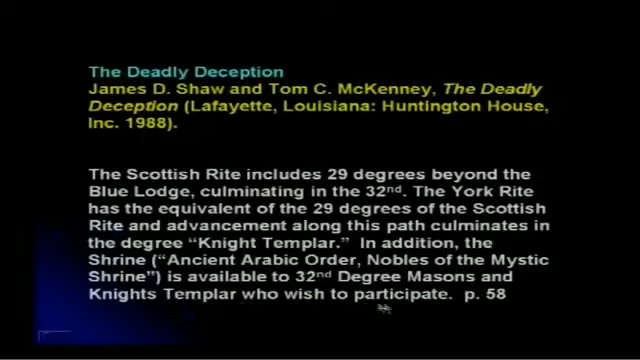 The Deadly Deception
James D. Shaw and Tom C. McKenney, The Deadly
Deception (Lafayette, Louisiana: Huntington House,
Inc. 1988).
The Scottish Rite includes 29 degrees beyond the
Blue Lodge, culminating in the 32nd. The York Rite
has the equivalent of the 29 degrees of the Scottish
Rite and advancement along this path culminates in
the degree “Knight Templar.” In addition, the
Shrine (“Ancient Arabic Order, Nobles of the Mystic
Shrine”) is available to 32nd Degree Masons and
Knights Templar who wish to participate. p. 58